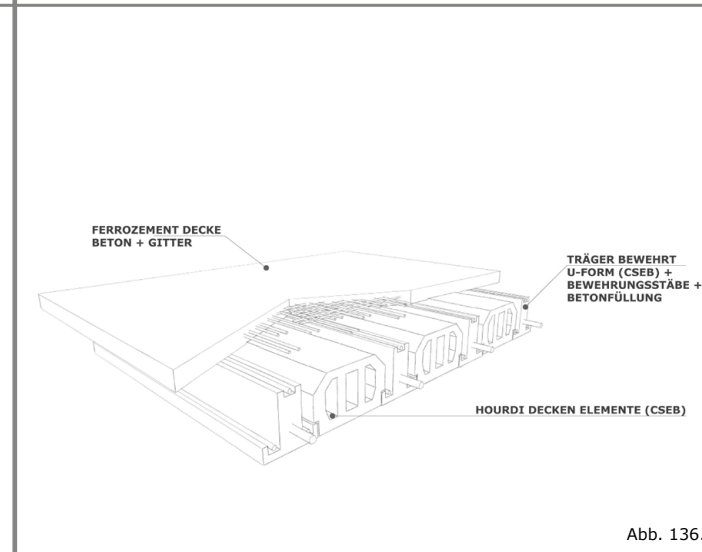 FERROZEMENT DECKE
BETON + GITTER
TRÄGER BEWEHRT
U-FORM (CSEB) +
BEWEHRUNGSSTÄBE +
BETONFÜLLUNG
HOURDI DECKEN ELEMENTE (CSEB)
Abb. 136.